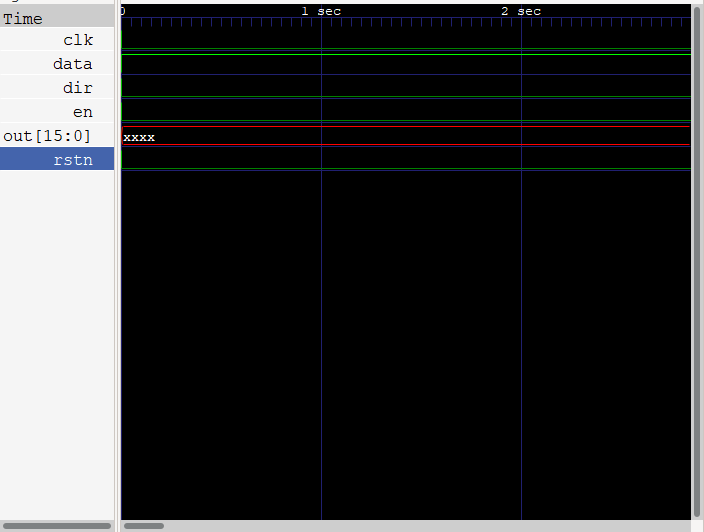 Time
0 1 sec 2 sec
clk
data
dir
en
out[15:0] xxxx
rstn